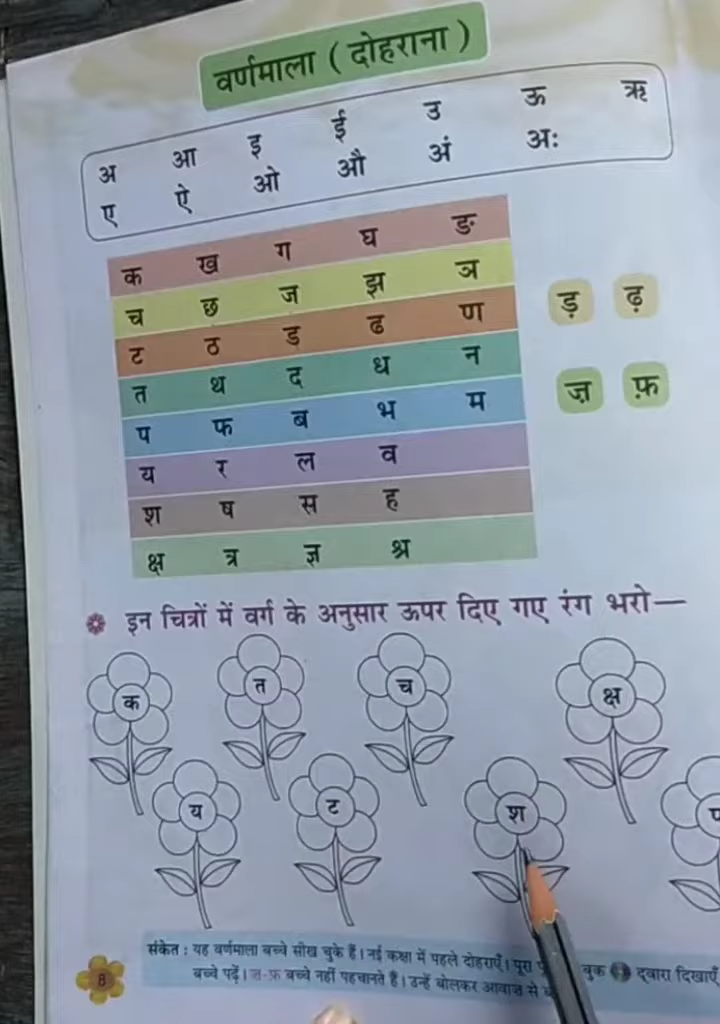 वर्णमाला ( दोहराना )
अ आ इ ई उ ऊ ऋ
ए ऐ ओ औ अं अः
क ख ग घ ङ
च छ ज झ ञ
ट ठ ड ढ ण
ड़ ढ़
त थ द ध न
प फ ब भ म
ज़ फ़
य र ल व
श ष स ह
क्ष त्र ज्ञ श्र
इन चित्रों में वर्ग के अनुसार ऊपर दिए गए रंग भरो—
क त च क्ष
य ट श प
संकेत : यह वर्णमाला बच्चे सीख चुके हैं। नई कक्षा में पहले दोहराएँ। पूरा बुक द्वारा दिखाएँ
बच्चे पढ़ें। ज़-फ़ बच्चे नहीं पहचानते हैं। उन्हें बोलकर आवाज़ से
8